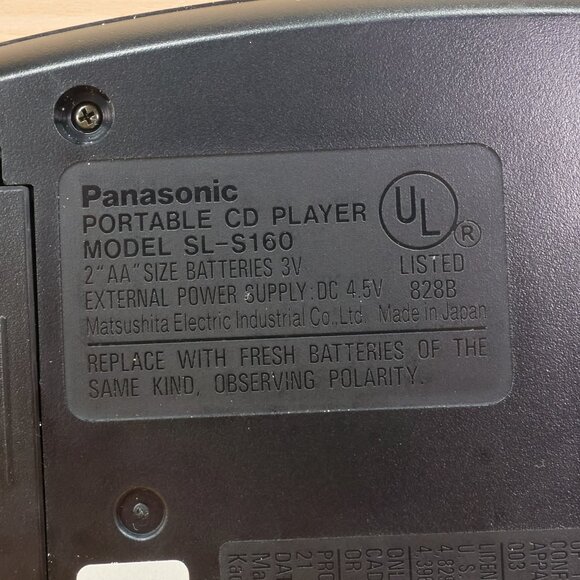 Panasonic
PORTABLE CD PLAYER
MODEL SL-S160
2"AA"SIZE BATTERIES 3V
EXTERNAL POWER SUPPLY:DC 4.5V
Matsushita Electric Industrial Co.,Ltd. Made in Japan
UL ®
LISTED
828B
REPLACE WITH FRESH BATTERIES OF THE
SAME KIND, OBSERVING POLARITY.